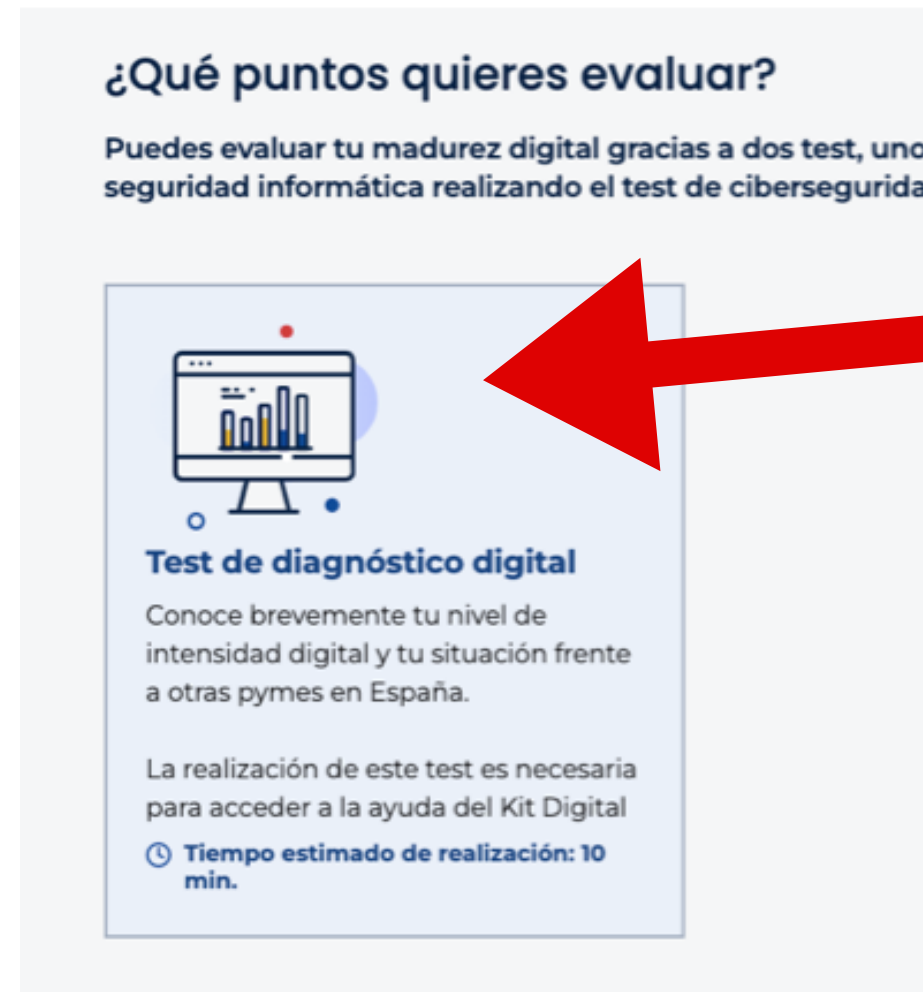 ¿Qué puntos quieres evaluar?
Puedes evaluar tu madurez digital gracias a dos test, uno
seguridad informática realizando el test de
Test de diagnóstico digital
Conoce brevemente tu nivel de
intensidad digital y tu situación frente
a otras pymes en España.
La realización de este test es necesaria
para acceder a la ayuda del Kit Digital
Tiempo estimado de realización: 10
min.